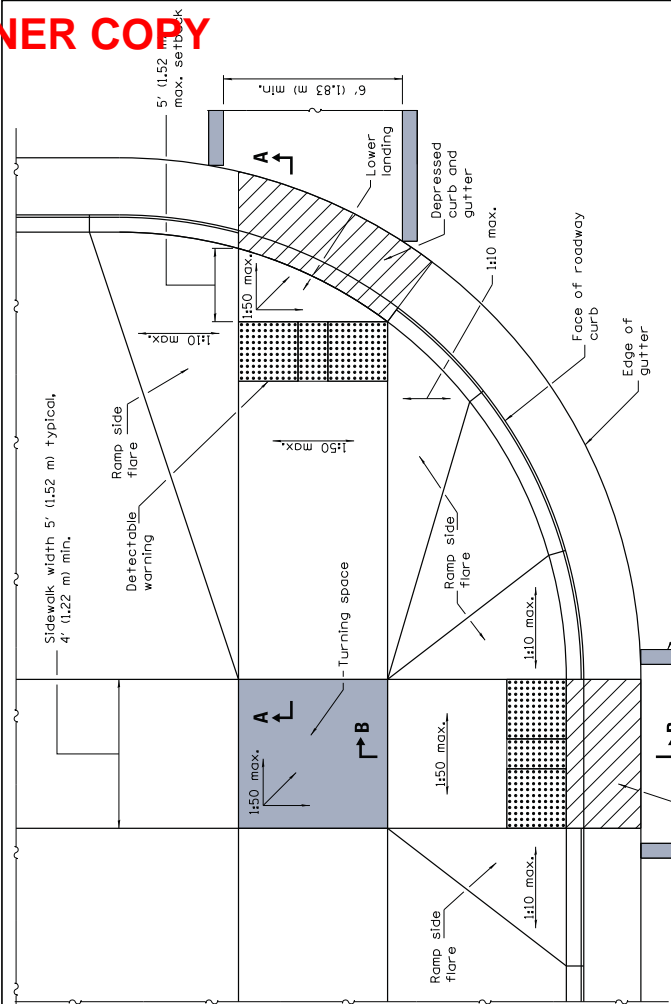 NER COPY
5' (1.52 m
max. setback
6' (1.83 m) min.
A
Lower
landing
Depressed
curb and
gutter
1:10 max.
Face of roadway
curb
Edge of
gutter
1:50 max.
1:10 max.
Ramp side
flare
Detectable
warning
1:50 max.
Sidewalk width 5' (1.52 m) typical,
4' (1.22 m) min.
Turning space
Ramp side
flare
1:10 max.
A
B
1:50 max.
1:50 max.
Ramp side
flare
1:10 max.